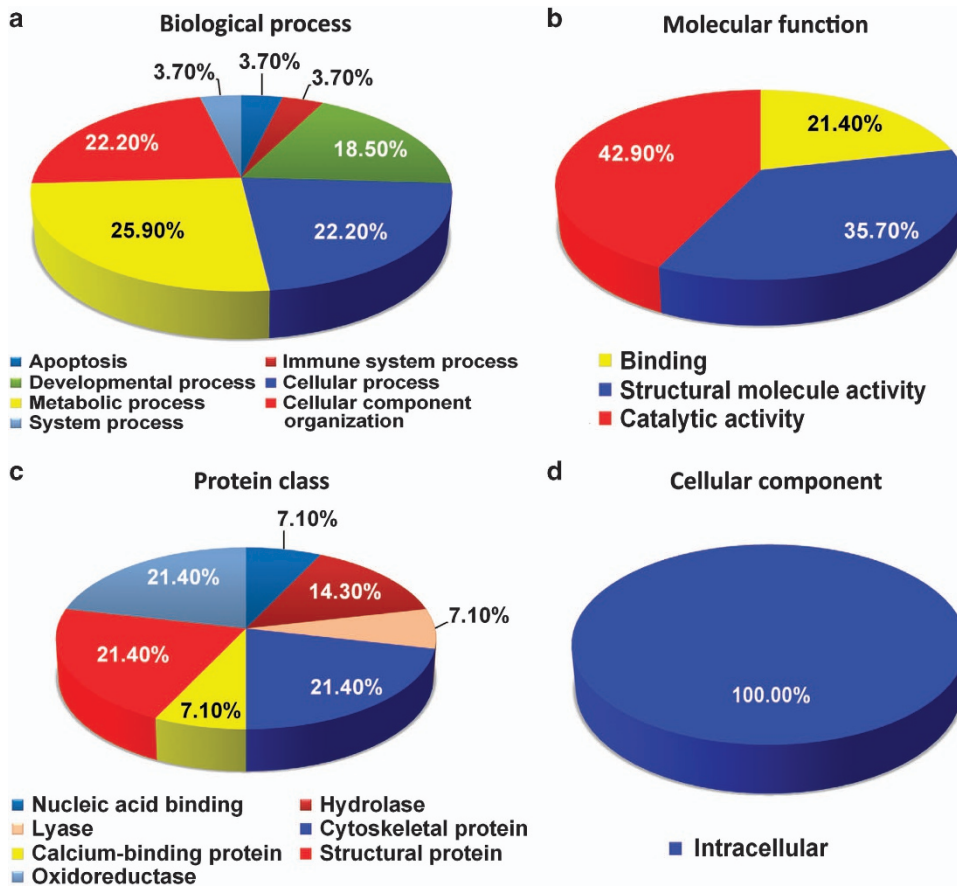 a
Biological process
3.70%
3.70%
3.70%
22.20%
18.50%
25.90%
22.20%
Apoptosis
Immune system process
Developmental process
Cellular process
Metabolic process
Cellular component
organization
System process
b
Molecular function
21.40%
42.90%
35.70%
Binding
Structural molecule activity
Catalytic activity
c
Protein class
7.10%
21.40%
14.30%
7.10%
21.40%
21.40%
7.10%
Nucleic acid binding
Hydrolase
Lyase
Cytoskeletal protein
Calcium-binding protein
Structural protein
Oxidoreductase
d
Cellular component
100.00%
Intracellular